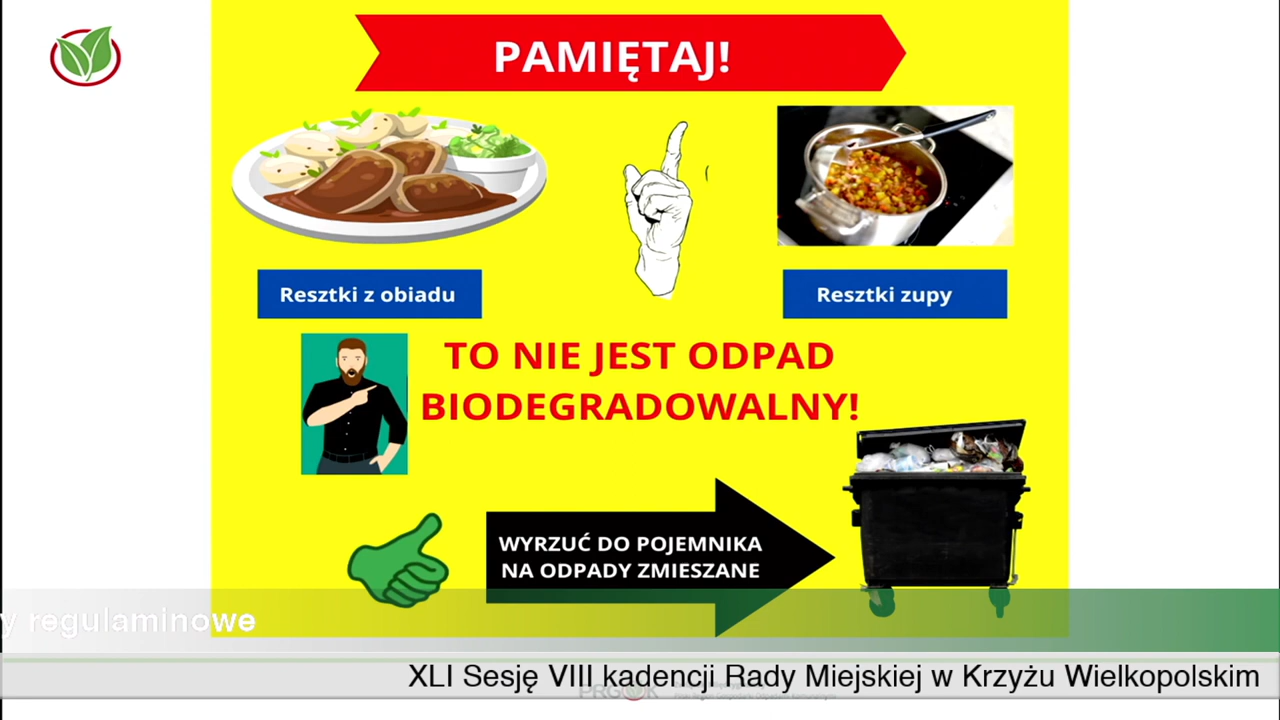 PAMIĘTAJ!
Resztki z obiadu
Resztki zupy
TO NIE JEST ODPAD
BIODEGRADOWALNY!
WYRZUĆ DO POJEMNIKA
NA ODPADY ZMIESZANE
y regulaminowe
XLI Sesję VIII kadencji Rady Miejskiej w Krzyżu Wielkopolskim
PRGOK